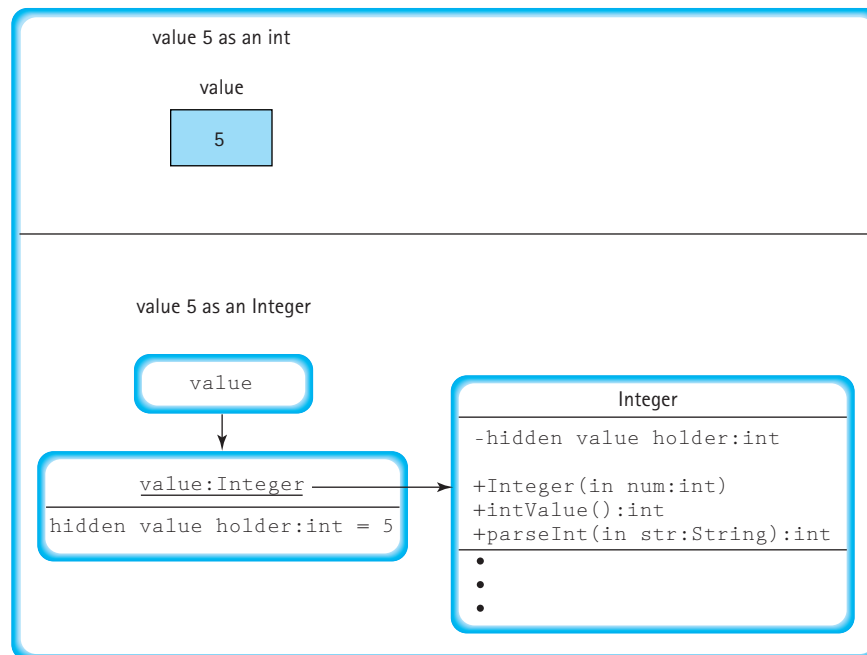 value 5 as an int
value
5
value 5 as an Integer
value
value:Integer
hidden value holder:int = 5
Integer
-hidden value holder:int
+Integer(in num:int)
+intValue():int
+parseInt(in str:String):int
•
•
•